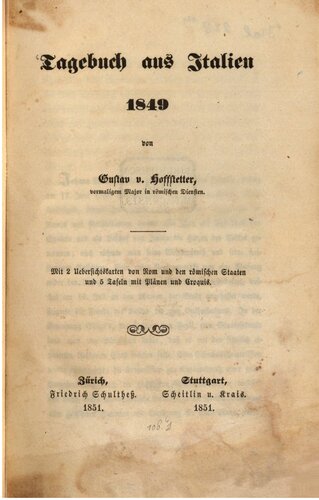 Tagebuch aus Italien
1849
von
Gustav v. Hoffstetter,
vormaligem Major in römischen Diensten.
Mit 2 Uebersichtskarten von Rom und den römischen Staaten
und 5 Tafeln mit Plänen und Croquis.
Zürich,
Friedrich Schultheß.
1851.
Stuttgart,
Scheitlin u. Krais.
1851.